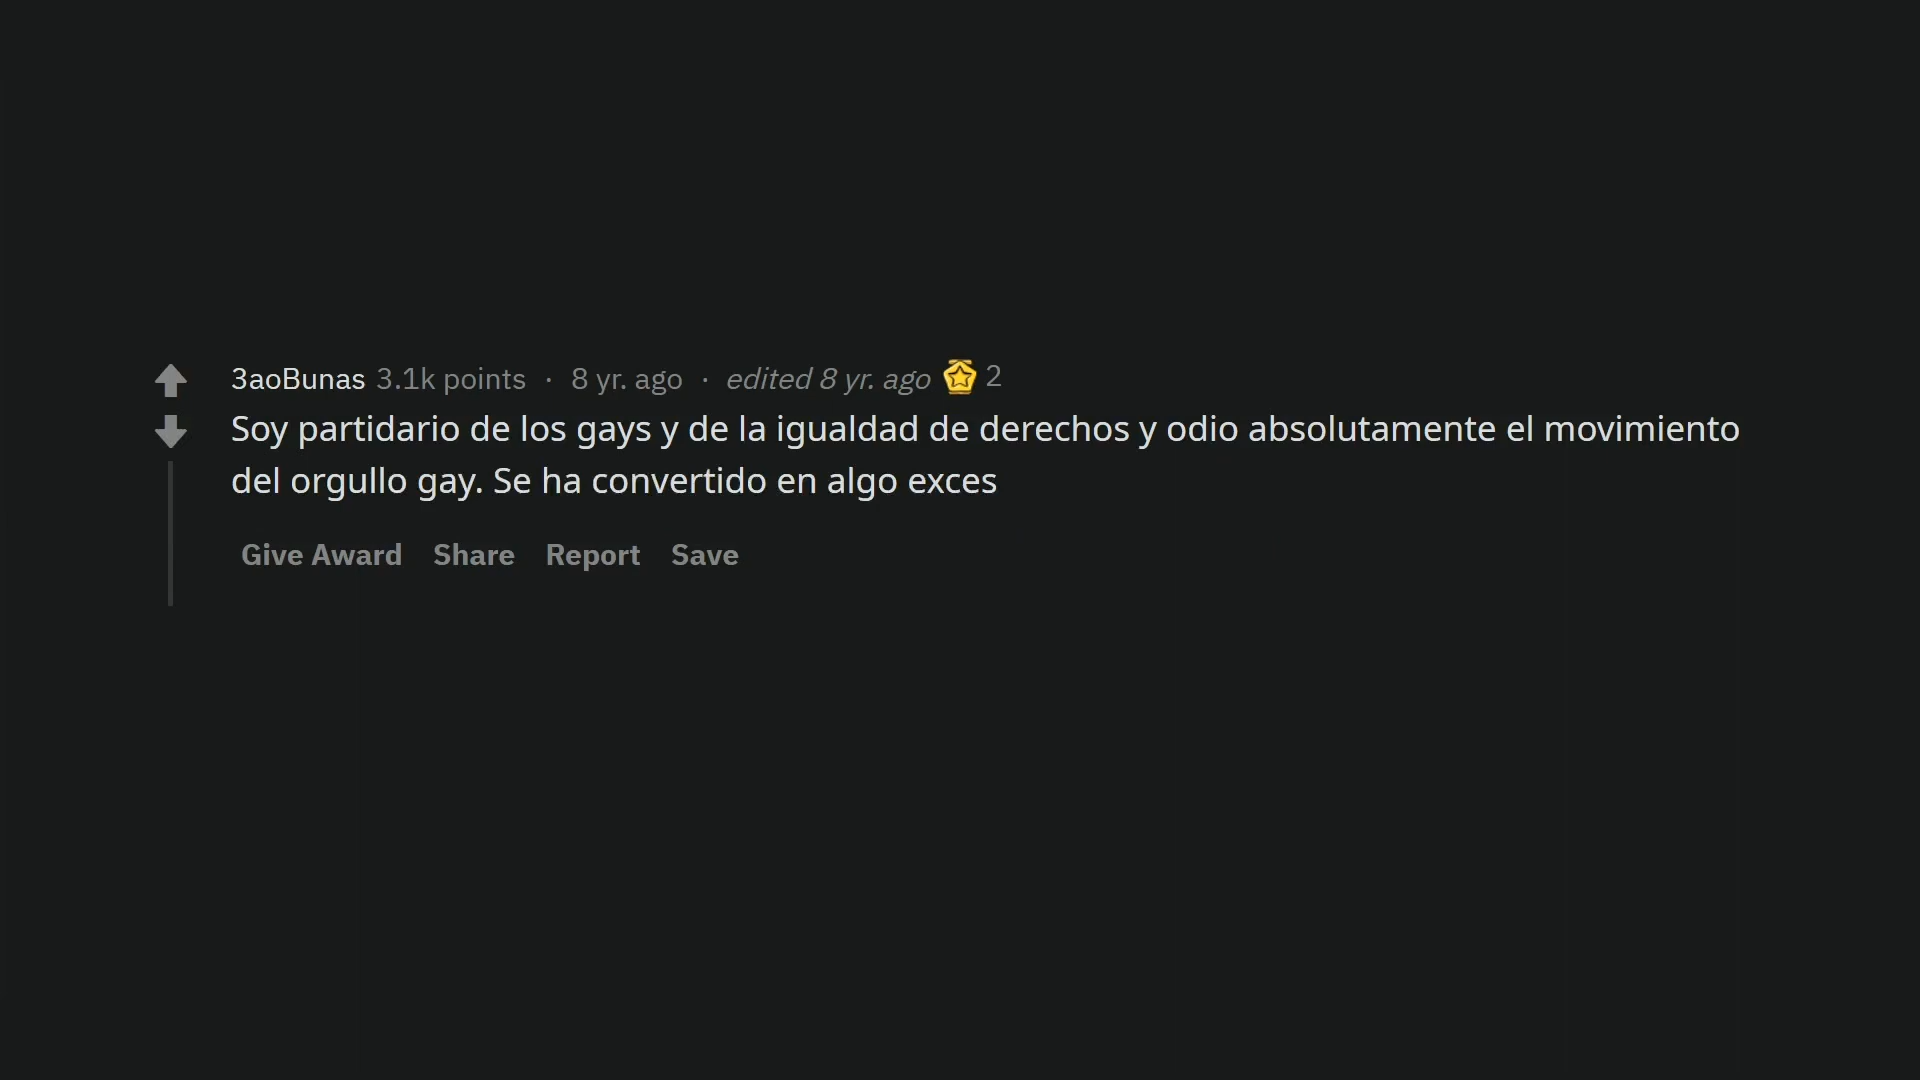 3aoBunas 3.1k points · 8 yr. ago · edited 8 yr. ago 2
Soy partidario de los gays y de la igualdad de derechos y odio absolutamente el movimiento
del orgullo gay. Se ha convertido en algo exces
Give Award Share Report Save